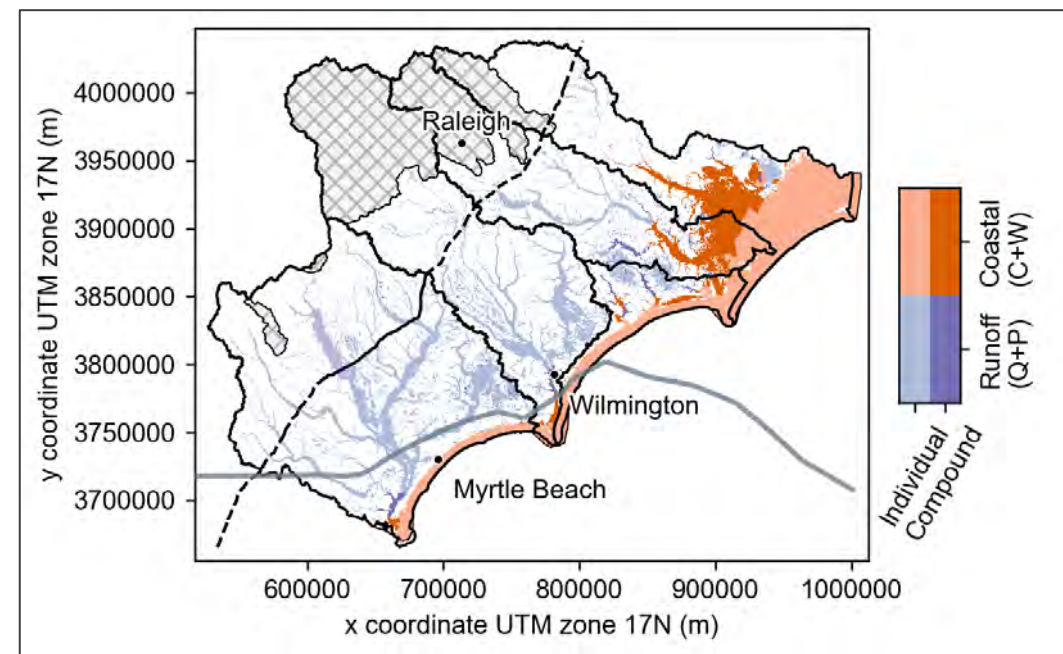 4000000
3950000
3900000
3850000
3800000
3750000
3700000
y coordinate UTM zone 17N (m)
Raleigh
Wilmington
Myrtle Beach
600000
700000
800000
900000
1000000
x coordinate UTM zone 17N (m)
Coastal
(C+W)
Runoff
(Q+P)
Individual
Compound